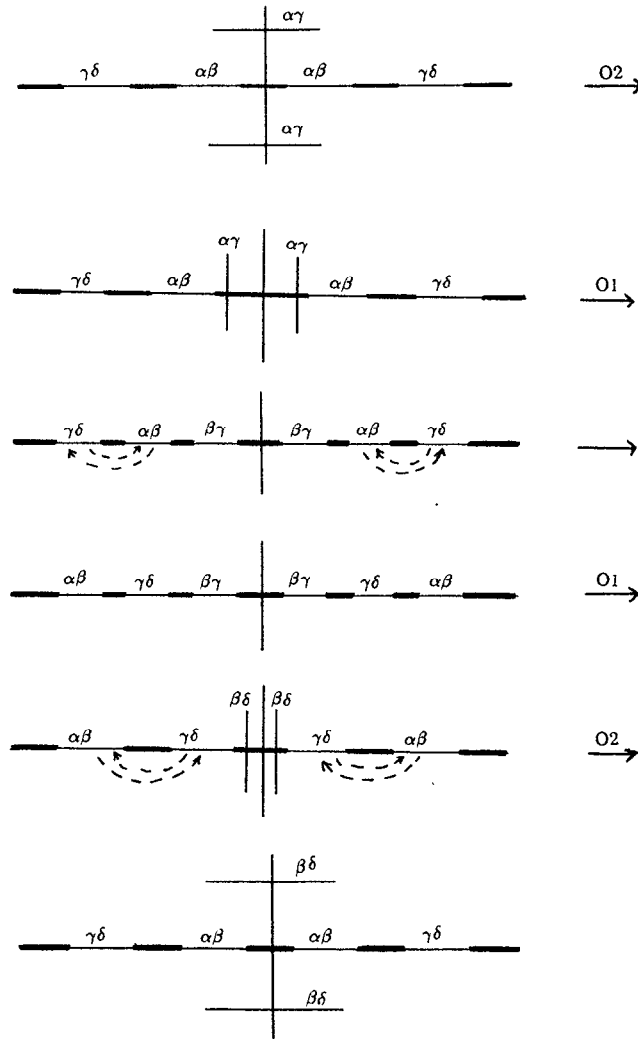 αγ
γδ αβ αβ γδ O2
αγ
αγ αγ
γδ αβ αβ γδ O1
γδ αβ βγ βγ αβ γδ
αβ γδ βγ βγ γδ αβ O1
βδ βδ
αβ γδ γδ αβ O2
βδ
γδ αβ αβ γδ
βδ